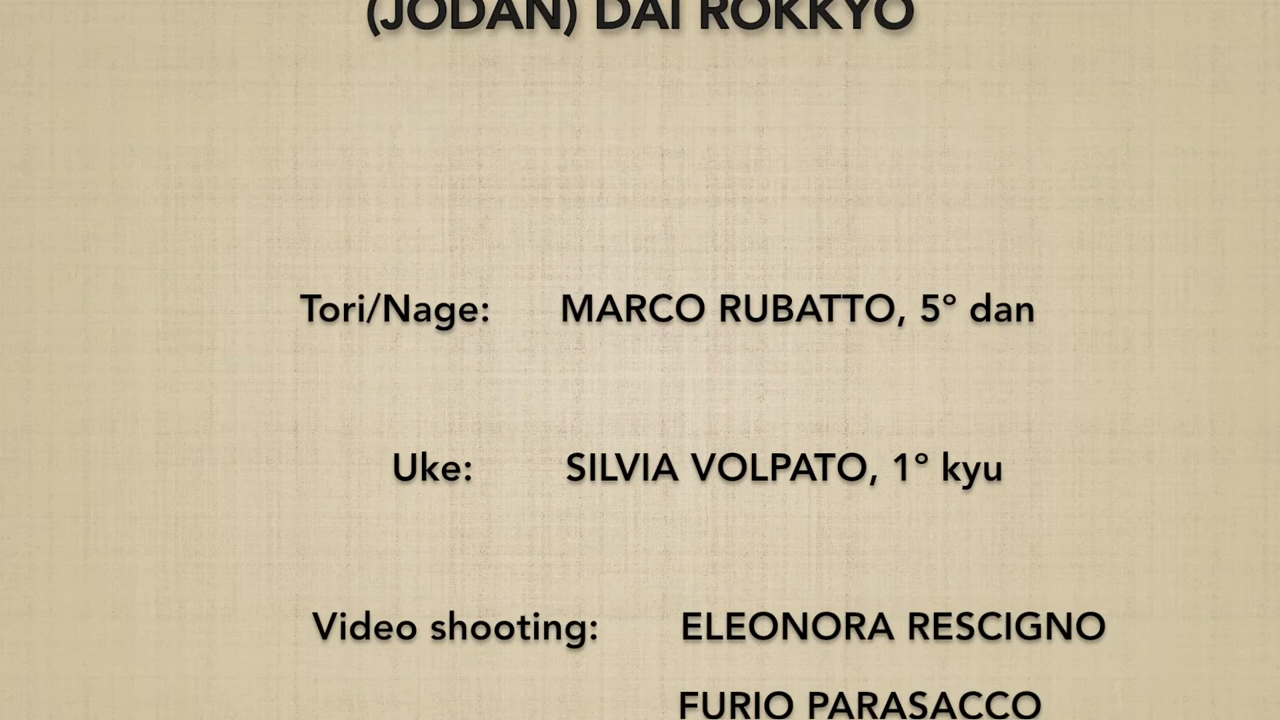 (JODAN) DAI ROKKYO
Tori/Nage: MARCO RUBATTO, 5° dan
Uke: SILVIA VOLPATO, 1° kyu
Video shooting: ELEONORA RESCIGNO
FURIO PARASACCO